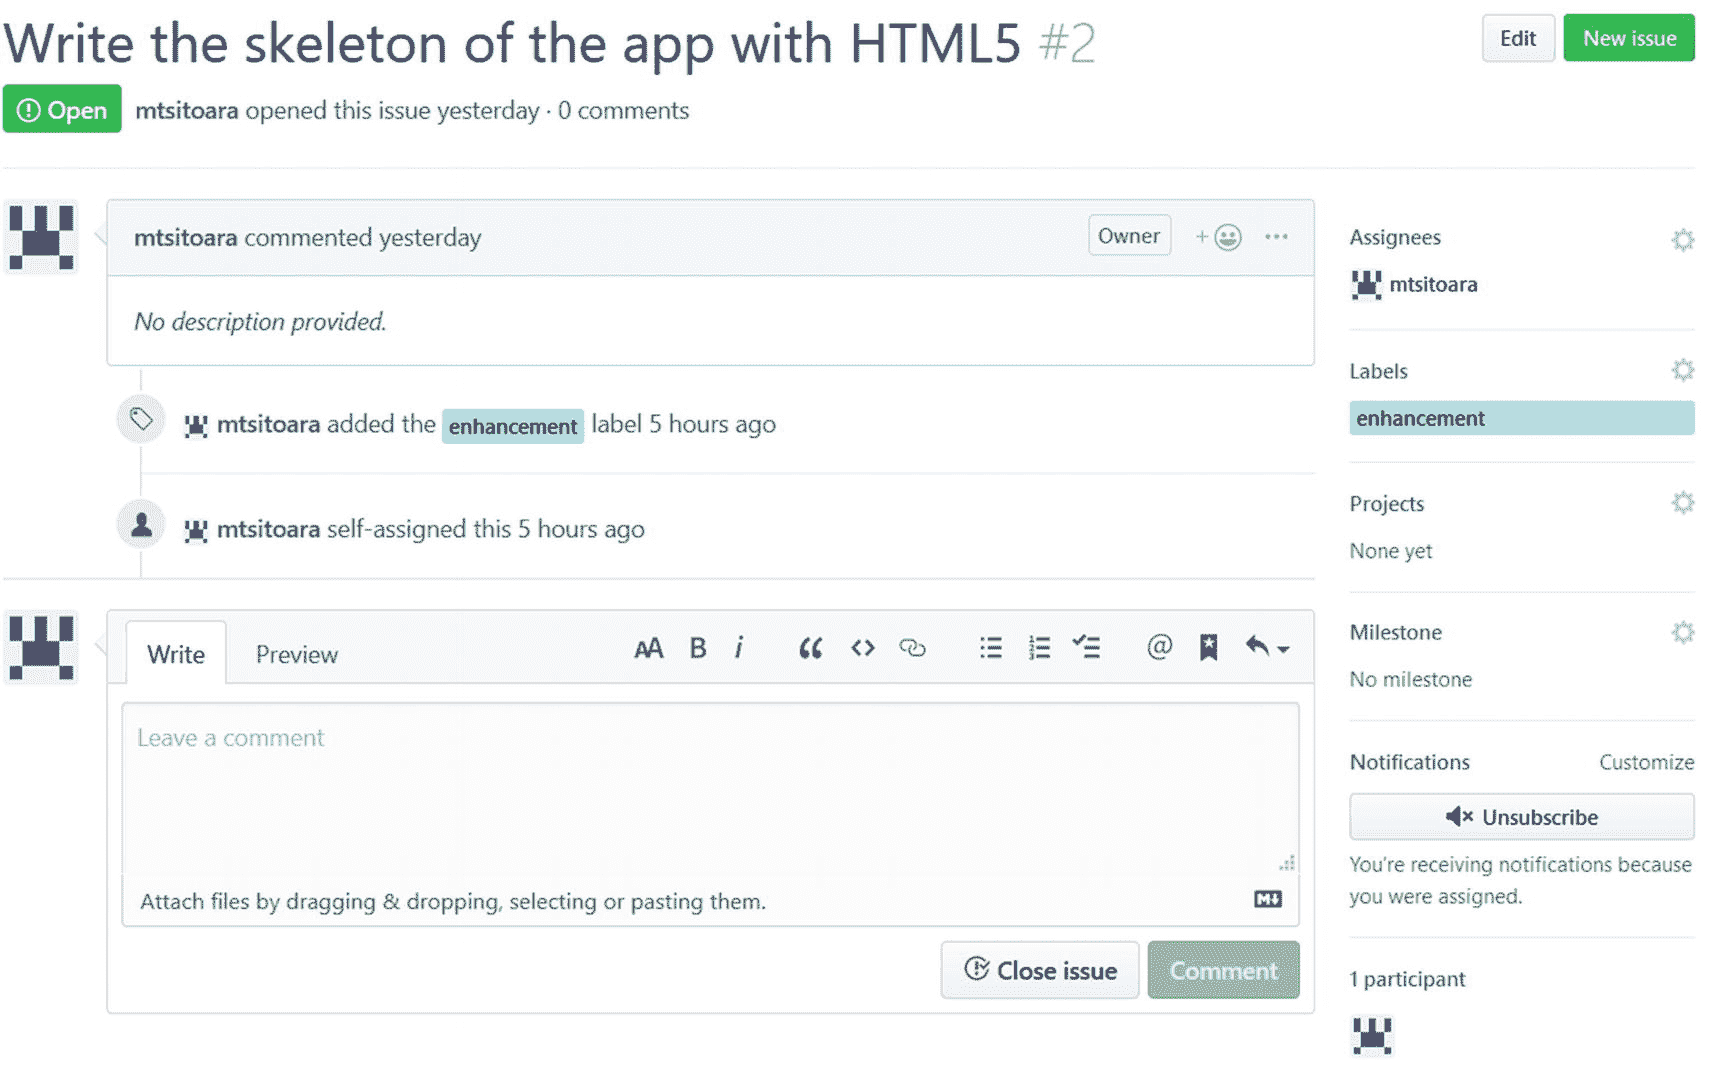 Write the skeleton of the app with HTML5 #2
Edit
New issue
Open
mtsitoara opened this issue yesterday · 0 comments
mtsitoara commented yesterday
Owner
No description provided.
mtsitoara added the enhancement label 5 hours ago
mtsitoara self-assigned this 5 hours ago
Write
Preview
AA B i
Leave a comment
Attach files by dragging & dropping, selecting or pasting them.
Close issue
Comment
Assignees
mtsitoara
Labels
enhancement
Projects
None yet
Milestone
No milestone
Notifications
Customize
Unsubscribe
You're receiving notifications because
you were assigned.
1 participant